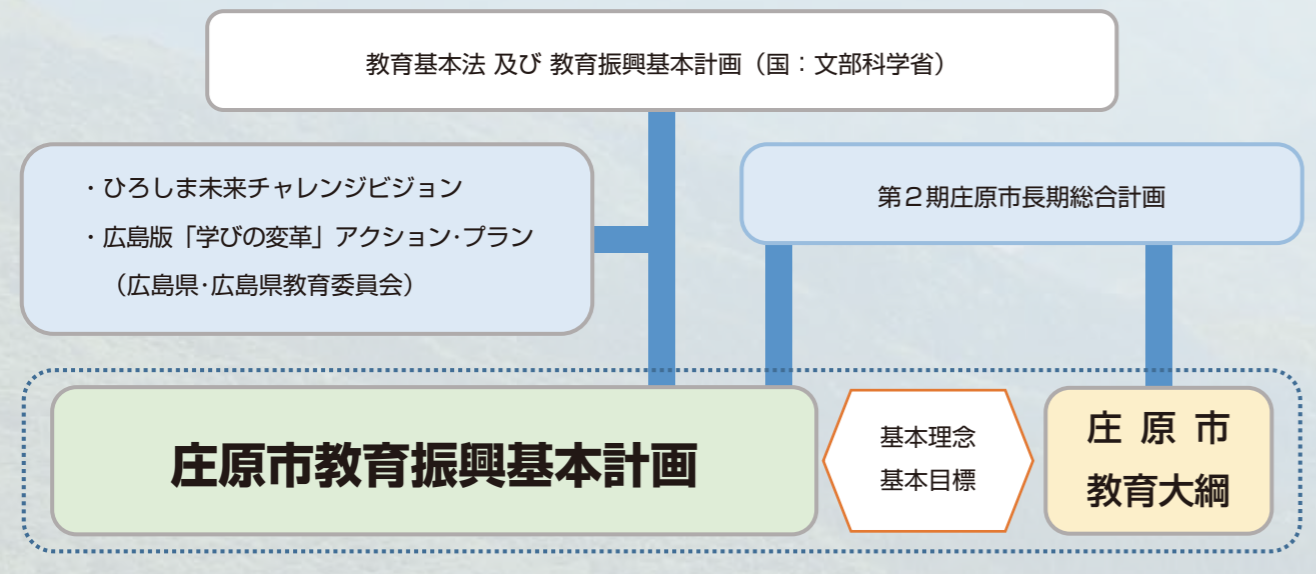 教育基本法 及び 教育振興基本計画（国：文部科学省）
・ひろしま未来チャレンジビジョン
・広島版「学びの変革」アクション・プラン
（広島県・広島県教育委員会）
第２期庄原市長期総合計画
庄原市教育振興基本計画
基本理念
基本目標
庄 原 市
教育大綱